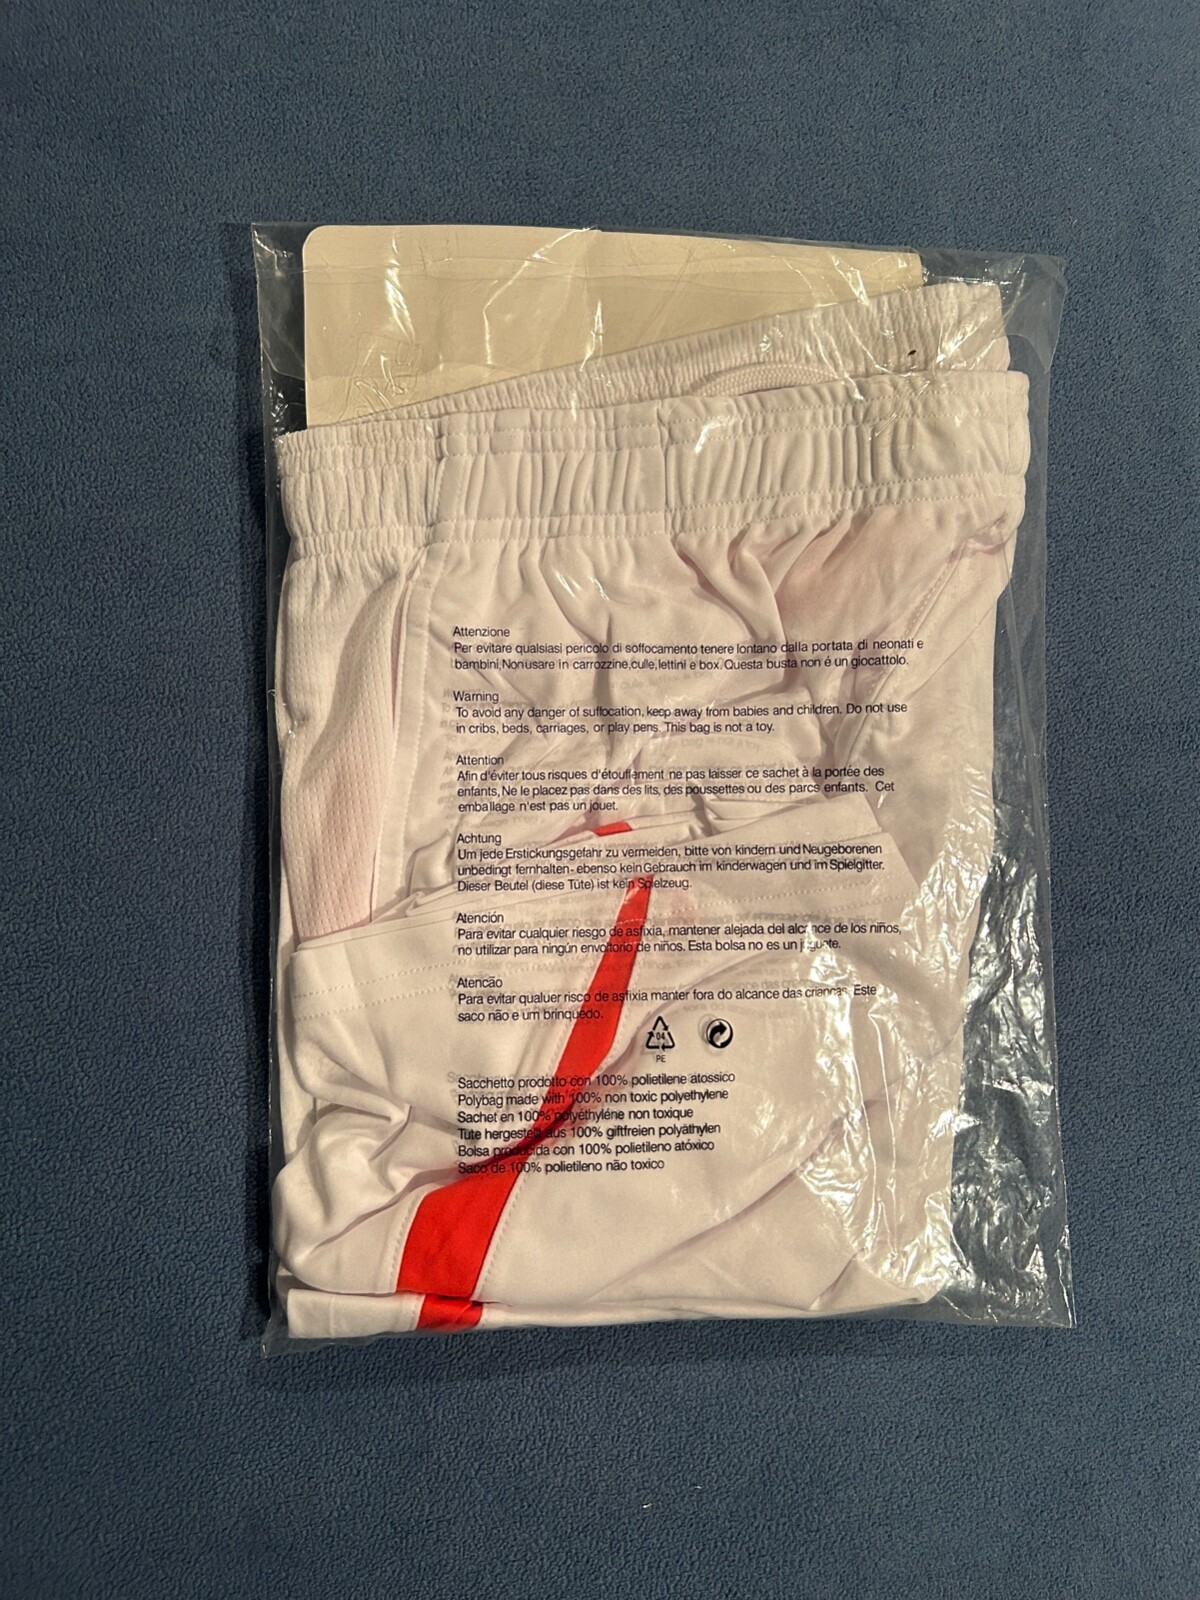 Attenzione
Per evitare qualsiasi pericolo di soffocamento tenere lontano dalla portata di neonati e
bambini,Non usare in carrozzine,culle,lettini e box. Questa busta non é un giocattolo.
Warning
To avoid any danger of suffocation, keep away from babies and children. Do not use
in cribs, beds, carriages, or play pens. This bag is not a toy.
Attention
Afin d'éviter tous risques d'étouffement ne pas laisser ce sachet à la portée des
enfants, Ne le placez pas dans des lits, des poussettes ou des parcs enfants. Cet
emballage n'est pas un jouet.
Achtung
Um jede Erstickungsgefahr zu vermeiden, bitte von kindern und Neugeborenen
unbedingt fernhalten- ebenso kein Gebrauch im kinderwagen und im Spielgitter.
Dieser Beutel (diese Tüte) ist kein Spielzeug.
Atención
Para evitar cualquier riesgo de asfixia, mantener alejada del alcance de los niños,
no utilizar para ningún envoltorio de niños. Esta bolsa no es un juguete.
Atencão
Para evitar qualuer risco de asfixia manter fora do alcance das crianças. Este
saco não e um brinquedo.
04
PE
Sacchetto prodotto con 100% polietilene atossico
Polybag made with 100% non toxic polyethylene
Sachet en 100% polyéthyléne non toxique
Tute hergestellt aus 100% giftfreien polyäthylen
Bolsa producida con 100% polietileno atóxico
Saco de 100% polietileno não toxico